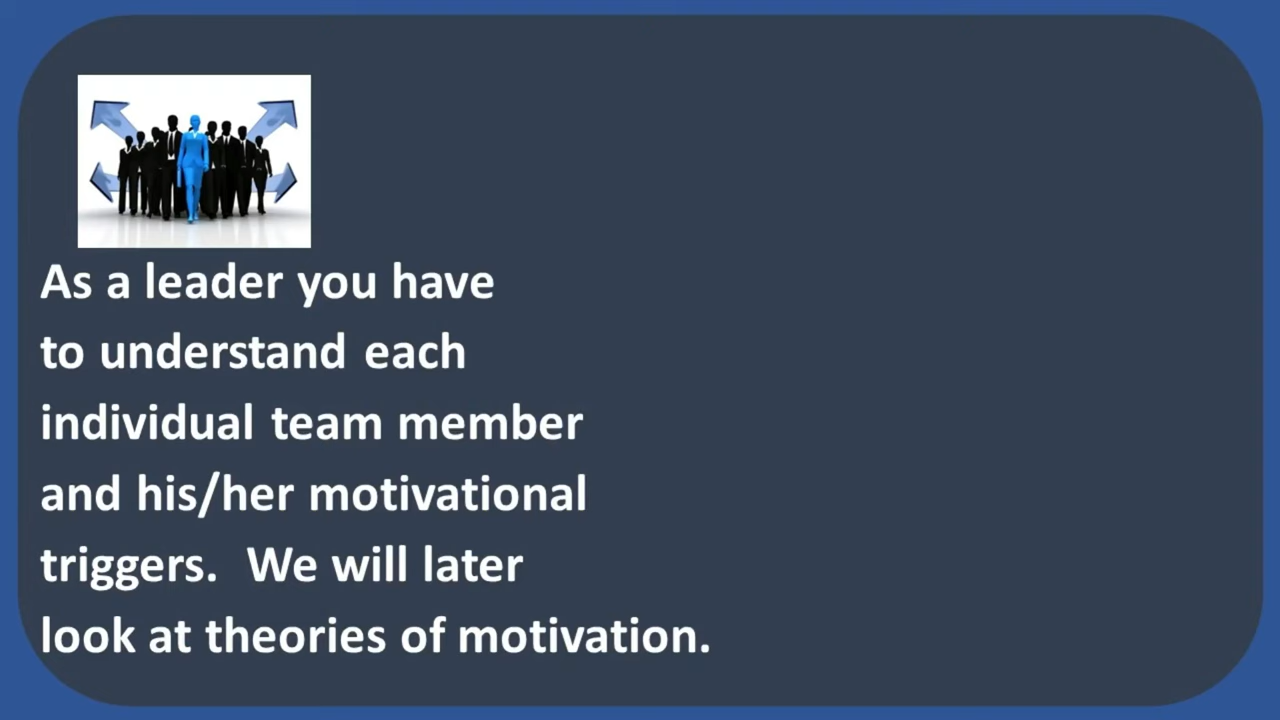 As a leader you have
to understand each
individual team member
and his/her motivational
triggers.  We will later
look at theories of motivation.